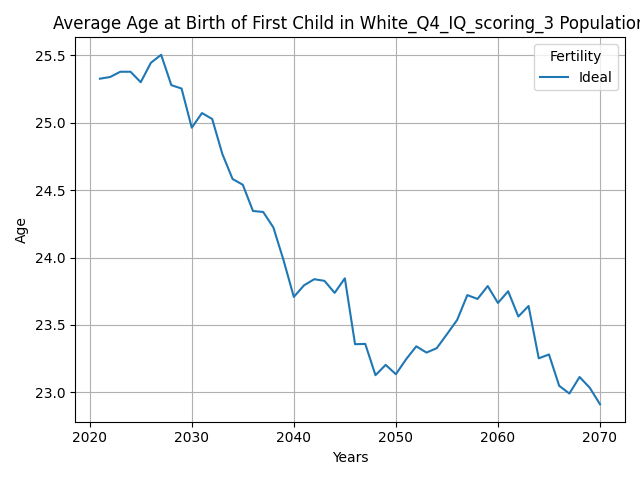 Average Age at Birth of First Child in White_Q4_IQ_scoring_3 Population
Fertility
Ideal
25.5
25.0
24.5
24.0
23.5
23.0
Age
2020 2030 2040 2050 2060 2070
Years